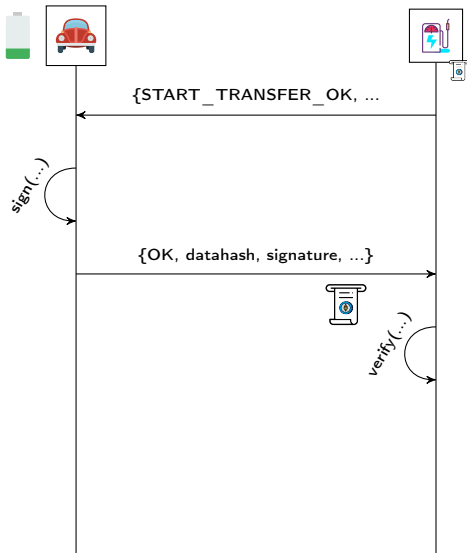 {START_TRANSFER_OK, ...
sign(...)
{OK, datahash, signature, ...}
verify(...)